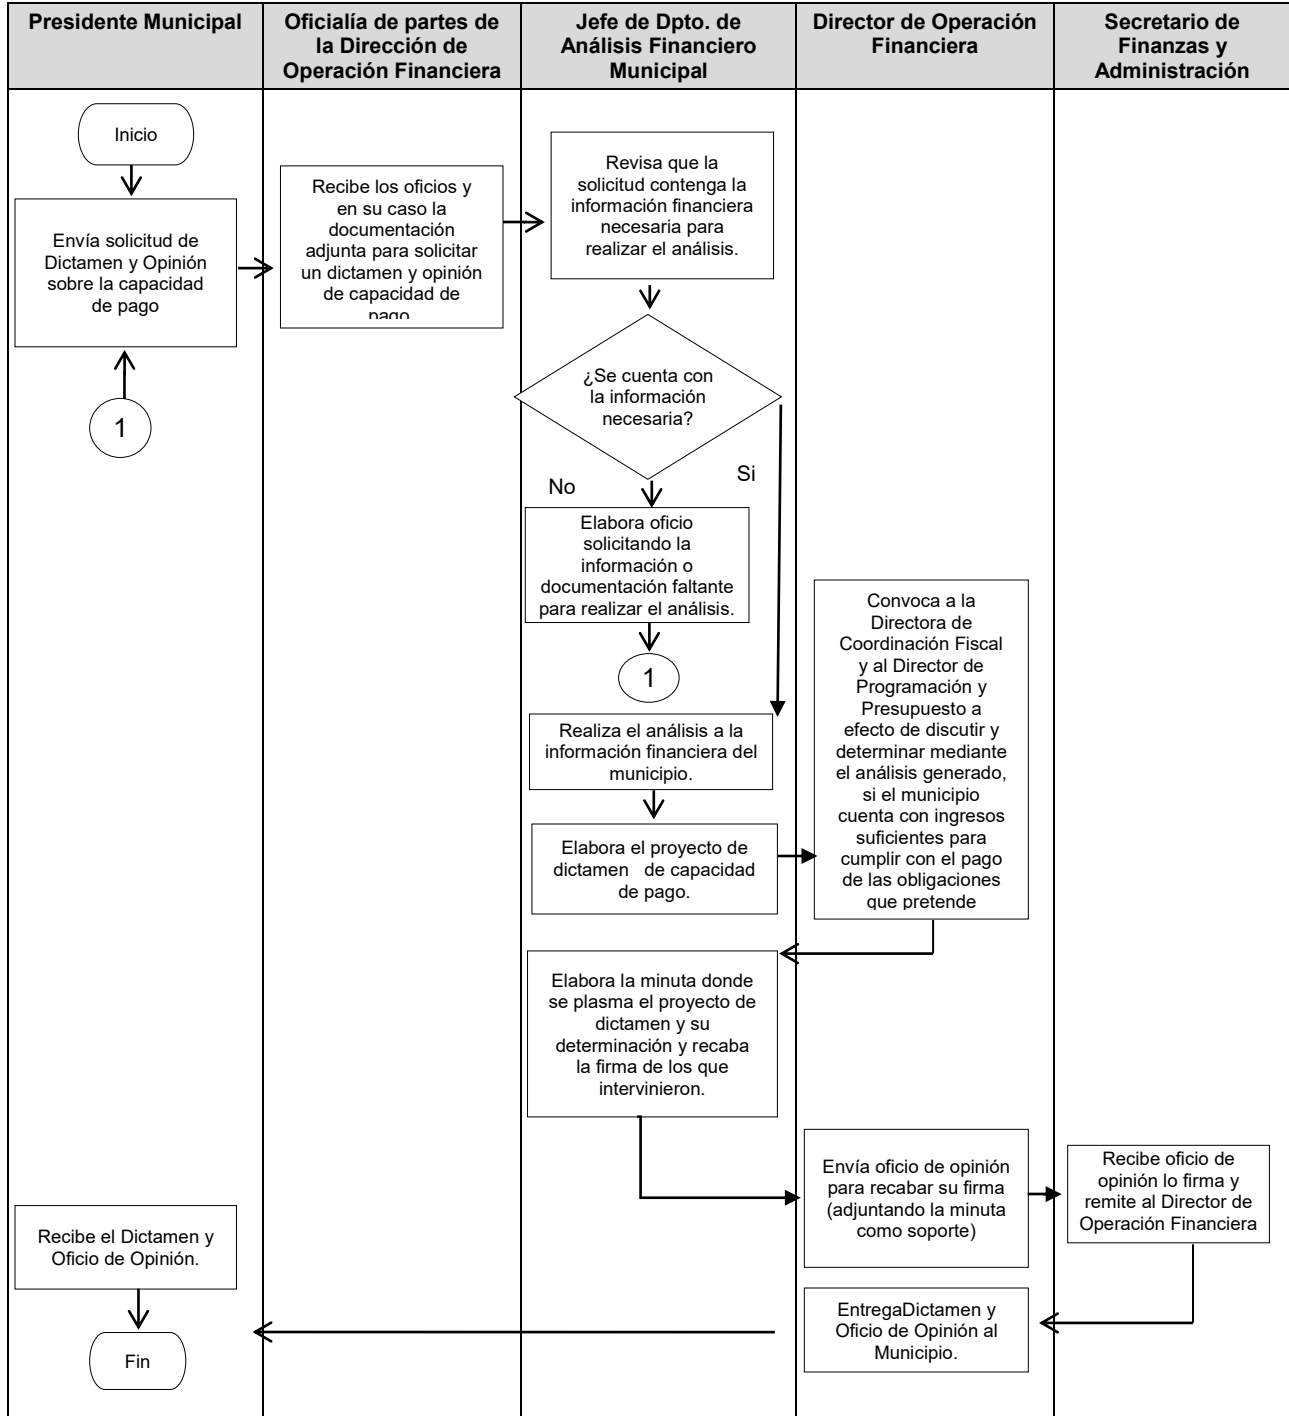 Presidente Municipal
Oficialía de partes de
la Dirección de
Operación Financiera
Jefe de Dpto. de
Análisis Financiero
Municipal
Director de Operación
Financiera
Secretario de
Finanzas y
Administración
Inicio
Envía solicitud de
Dictamen y Opinión
sobre la capacidad
de pago
1
Recibe los oficios y
en su caso la
documentación
adjunta para solicitar
un dictamen y opinión
de capacidad de
pago
Revisa que la
solicitud contenga la
información financiera
necesaria para
realizar el análisis.
¿Se cuenta con
la información
necesaria?
No
Si
Elabora oficio
solicitando la
información o
documentación faltante
para realizar el análisis.
1
Realiza el análisis a la
información financiera del
municipio.
Elabora el proyecto de
dictamen de capacidad
de pago.
Convoca a la
Directora de
Coordinación Fiscal
y al Director de
Programación y
Presupuesto a
efecto de discutir y
determinar mediante
el análisis generado,
si el municipio
cuenta con ingresos
suficientes para
cumplir con el pago
de las obligaciones
que pretende
Elabora la minuta donde
se plasma el proyecto de
dictamen y su
determinación y recaba
la firma de los que
intervinieron.
Envía oficio de opinión
para recabar su firma
(adjuntando la minuta
como soporte)
Recibe oficio de
opinión lo firma y
remite al Director de
Operación Financiera
EntregaDictamen y
Oficio de Opinión al
Municipio.
Recibe el Dictamen y
Oficio de Opinión.
Fin